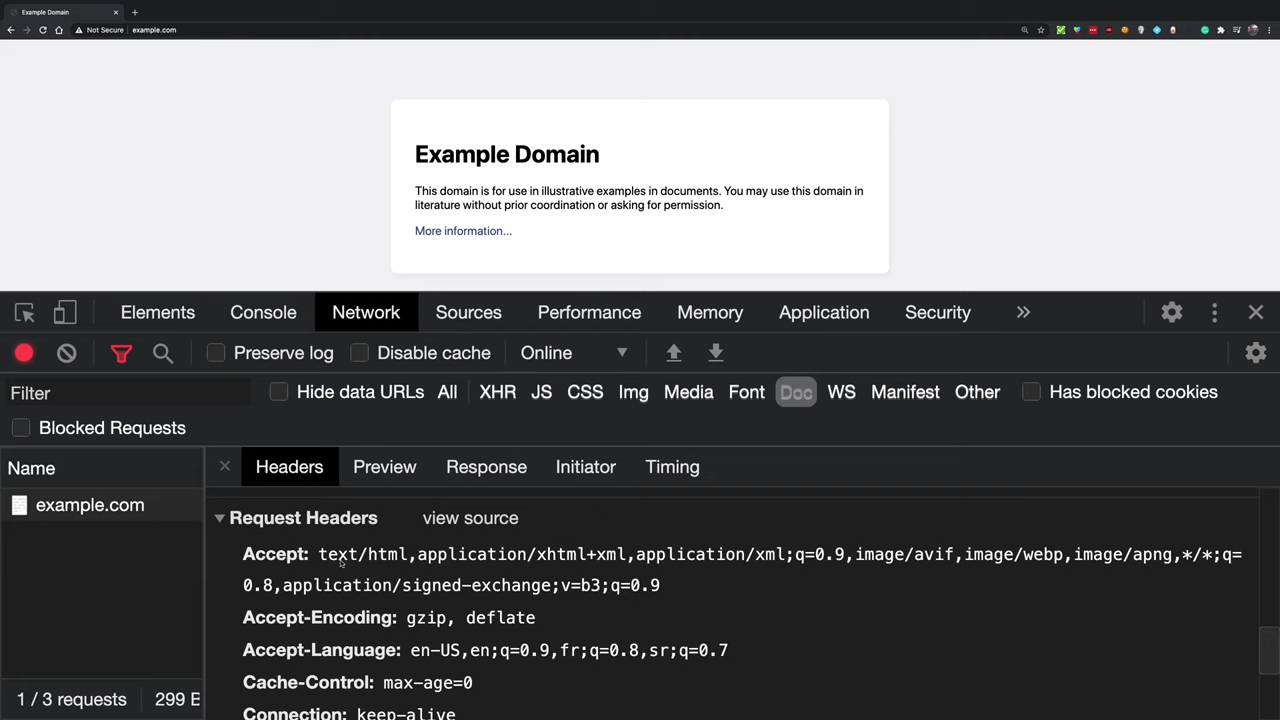 Example Domain
Not Secure example.com
Example Domain
This domain is for use in illustrative examples in documents. You may use this domain in
literature without prior coordination or asking for permission.
More information...
Elements Console Network Sources Performance Memory Application Security
Preserve log Disable cache Online
Filter Hide data URLs All XHR JS CSS Img Media Font Doc WS Manifest Other Has blocked cookies
Blocked Requests
Name Headers Preview Response Initiator Timing
example.com
Request Headers view source
Accept: text/html,application/xhtml+xml,application/xml;q=0.9,image/avif,image/webp,image/apng,*/*;q=
0.8,application/signed-exchange;v=b3;q=0.9
Accept-Encoding: gzip, deflate
Accept-Language: en-US,en;q=0.9,fr;q=0.8,sr;q=0.7
Cache-Control: max-age=0
1 / 3 requests 299 B
Connection: keep-alive